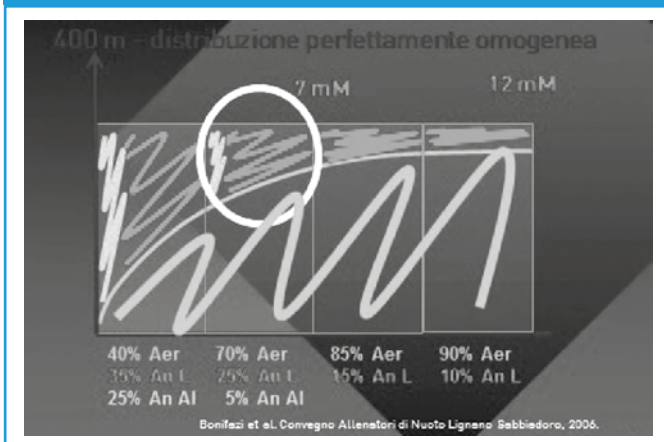 400 m - distribuzione perfettamente omogenea
7 mM
12 mM
40% Aer 70% Aer 85% Aer 90% Aer
35% An L 25% An L 15% An L 10% An L
25% An Al 5% An Al
Bonifazi et al. Convegno Allenatori di Nuoto Lignano Sabbiadoro, 2006.